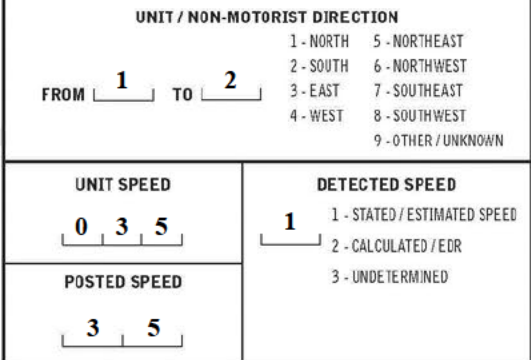 UNIT / NON-MOTORIST DIRECTION
1 - NORTH 5 - NORTHEAST
2 - SOUTH 6 - NORTHWEST
FROM 1 TO 2 3 - EAST 7 - SOUTHEAST
4 - WEST 8 - SOUTHWEST
9 - OTHER / UNKNOWN
UNIT SPEED
0 3 5
POSTED SPEED
3 5
DETECTED SPEED
1 1 - STATED / ESTIMATED SPEED
2 - CALCULATED / EDR
3 - UNDETERMINED